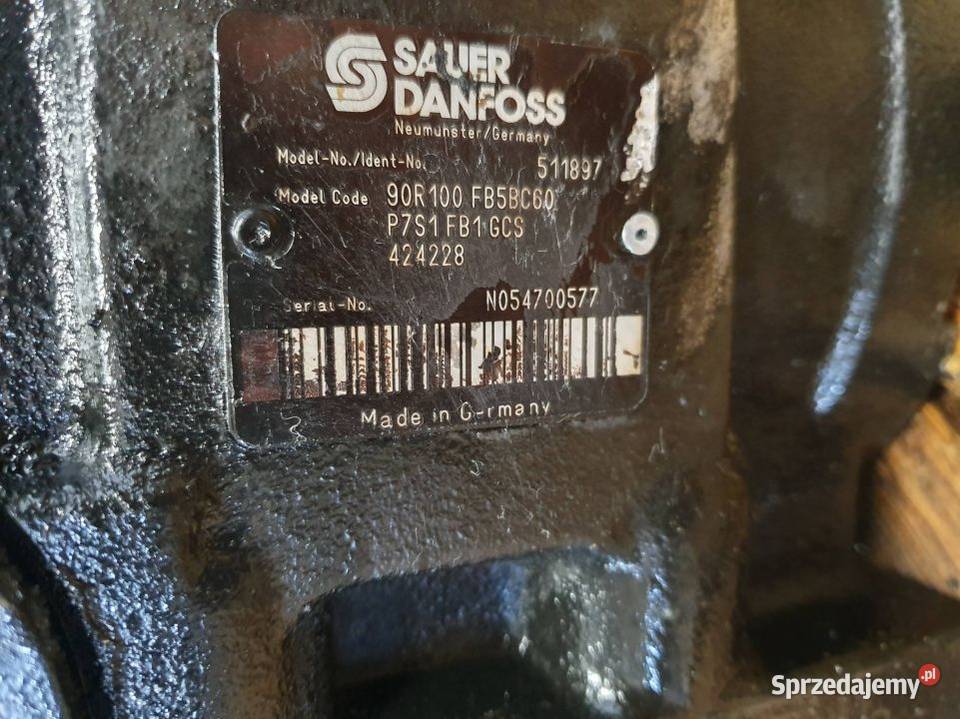 SAUER
DANFOSS
Neumunster/Germany
Model-No./Ident-No. 511897
Model Code 90R100 FB5BC60
P7S1 FB1 GCS
424228
Serial-No. N054700577
Made in Germany
Sprzedajemy.pl